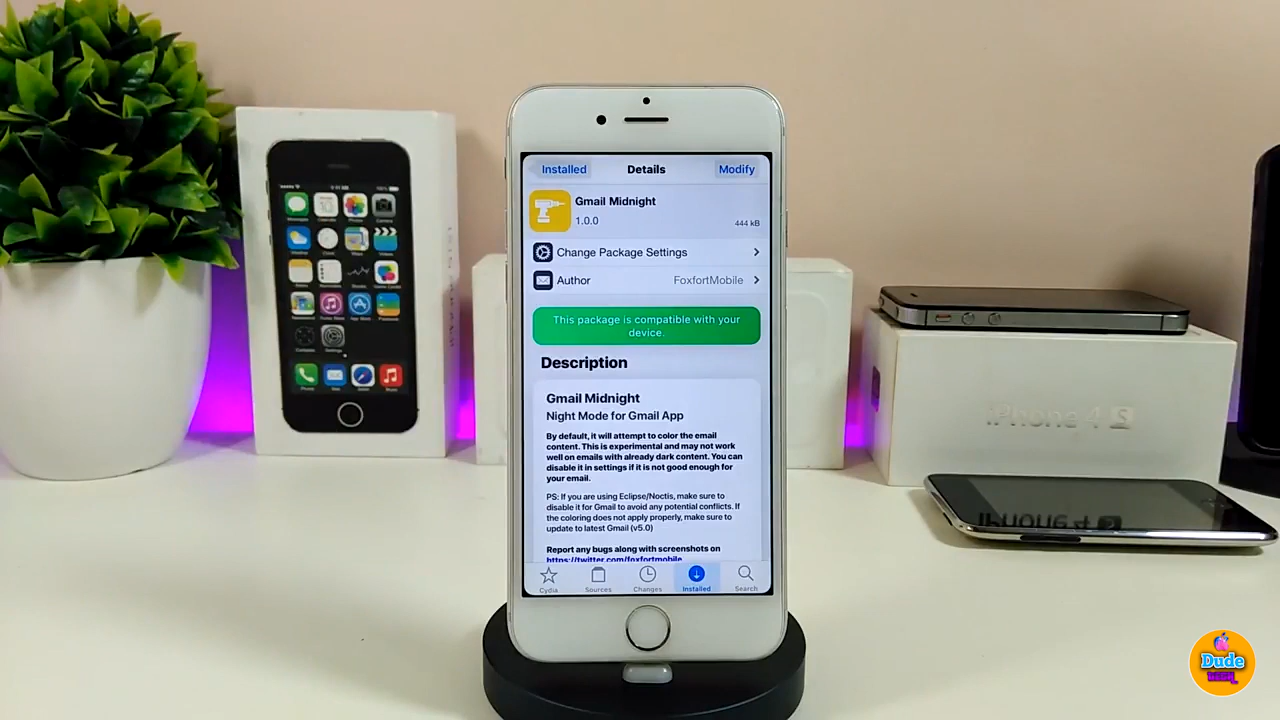 Installed
Details
Modify
Gmail Midnight
1.0.0
444 kB
Change Package Settings
Author
FoxfortMobile
This package is compatible with your
device.
Description
Gmail Midnight
Night Mode for Gmail App
By default, it will attempt to color the email
content. This is experimental and may not work
well on emails with already dark content. You can
disable it in settings if it is not good enough for
your email.
PS: If you are using Eclipse/Noctis, make sure to
disable it for Gmail to avoid any potential conflicts. If
the coloring does not apply properly, make sure to
update to latest Gmail (v5.0)
Report any bugs along with screenshots on
https://twitter.com/foxfortmobile
Cydia
Sources
Changes
Installed
Search
iPhone 4 S
Dude
TECH